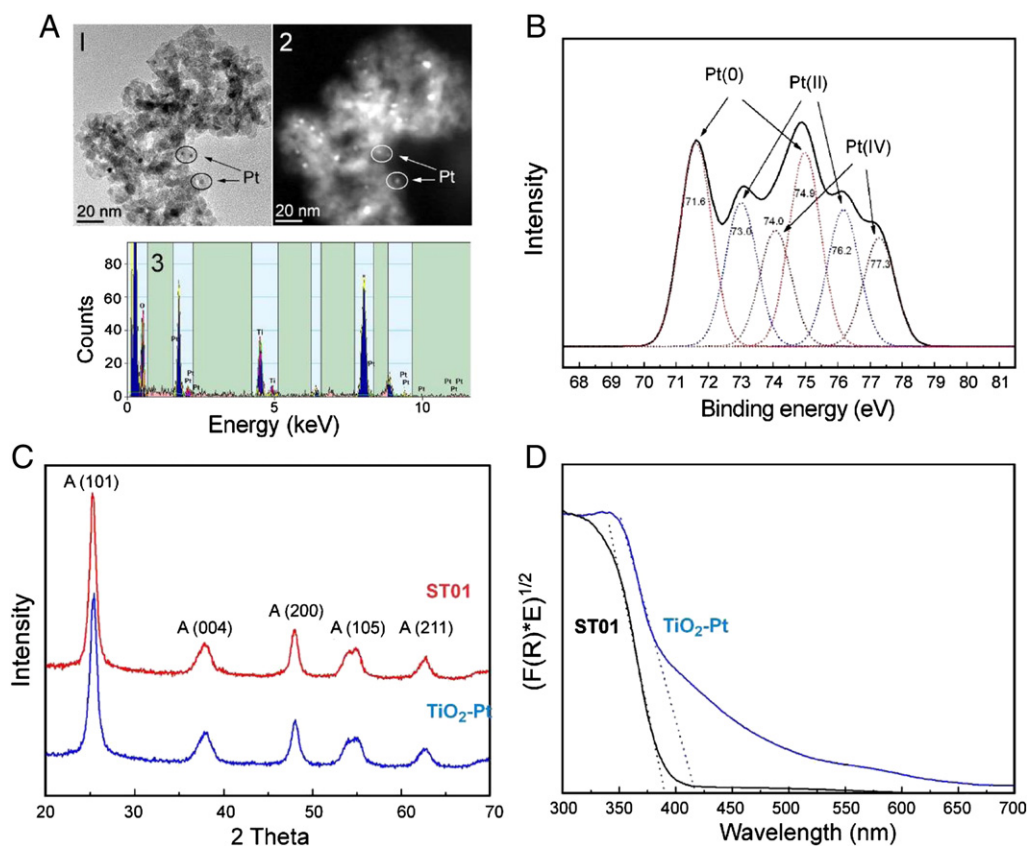 A
1
2
Pt
Pt
20 nm
20 nm
3
Counts
80
60
40
20
0
O
Pt
Pt
Pt
Pt
Ti
Ti
Pt
Pt
Pt
Pt
Pt
Pt
0
5
10
Energy (keV)
B
Pt(0)
Pt(II)
Pt(IV)
71.6
73.0
74.0
74.9
76.2
77.3
Intensity
68 69 70 71 72 73 74 75 76 77 78 79 80 81
Binding energy (eV)
C
A (101)
ST01
A (004)
A (200)
A (105)
A (211)
TiO₂-Pt
Intensity
20 30 40 50 60 70
2 Theta
D
(F(R)*E)^1/2
ST01
TiO₂-Pt
300 350 400 450 500 550 600 650 700
Wavelength (nm)